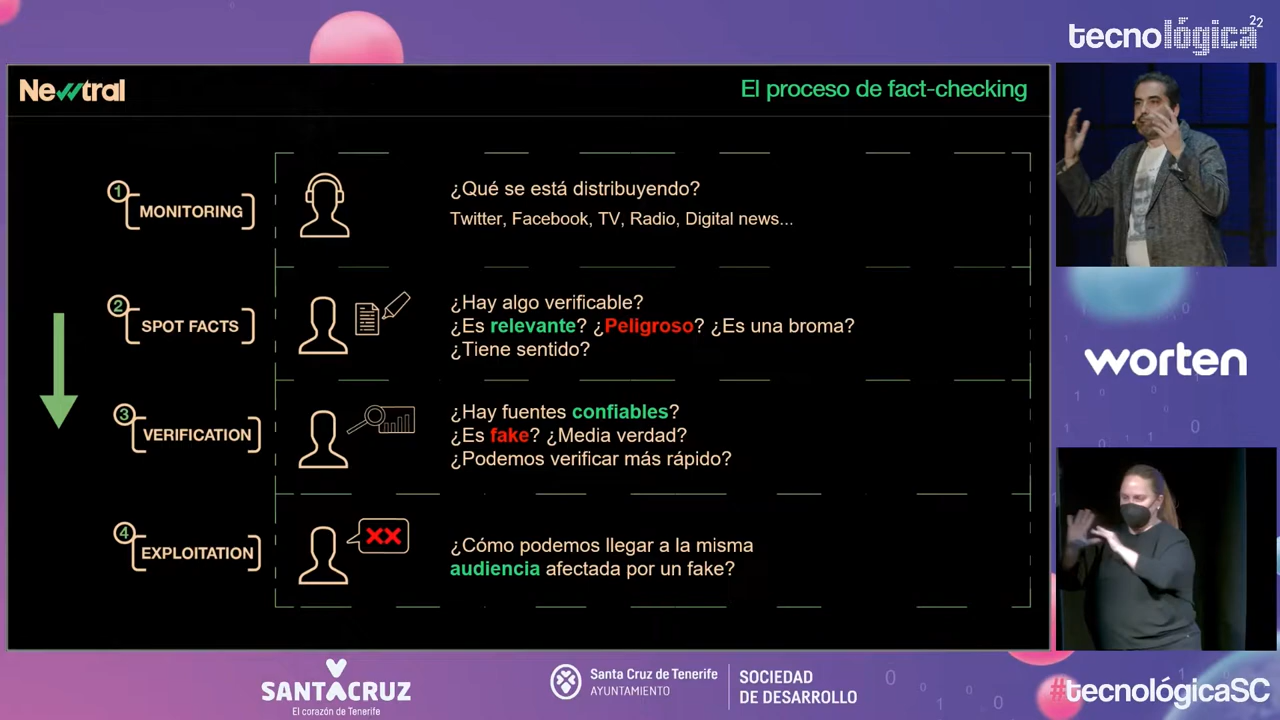 tecnológica22
Newtral
El proceso de fact-checking
1
MONITORING
¿Qué se está distribuyendo?
Twitter, Facebook, TV, Radio, Digital news...
2
SPOT FACTS
¿Hay algo verificable?
¿Es relevante? ¿Peligroso? ¿Es una broma?
¿Tiene sentido?
3
VERIFICATION
¿Hay fuentes confiables?
¿Es fake? ¿Media verdad?
¿Podemos verificar más rápido?
4
EXPLOITATION
XX
¿Cómo podemos llegar a la misma
audiencia afectada por un fake?
worten
SANTACRUZ
El corazón de Tenerife
Santa Cruz de Tenerife
AYUNTAMIENTO
SOCIEDAD
DE DESARROLLO
#tecnológicaSC